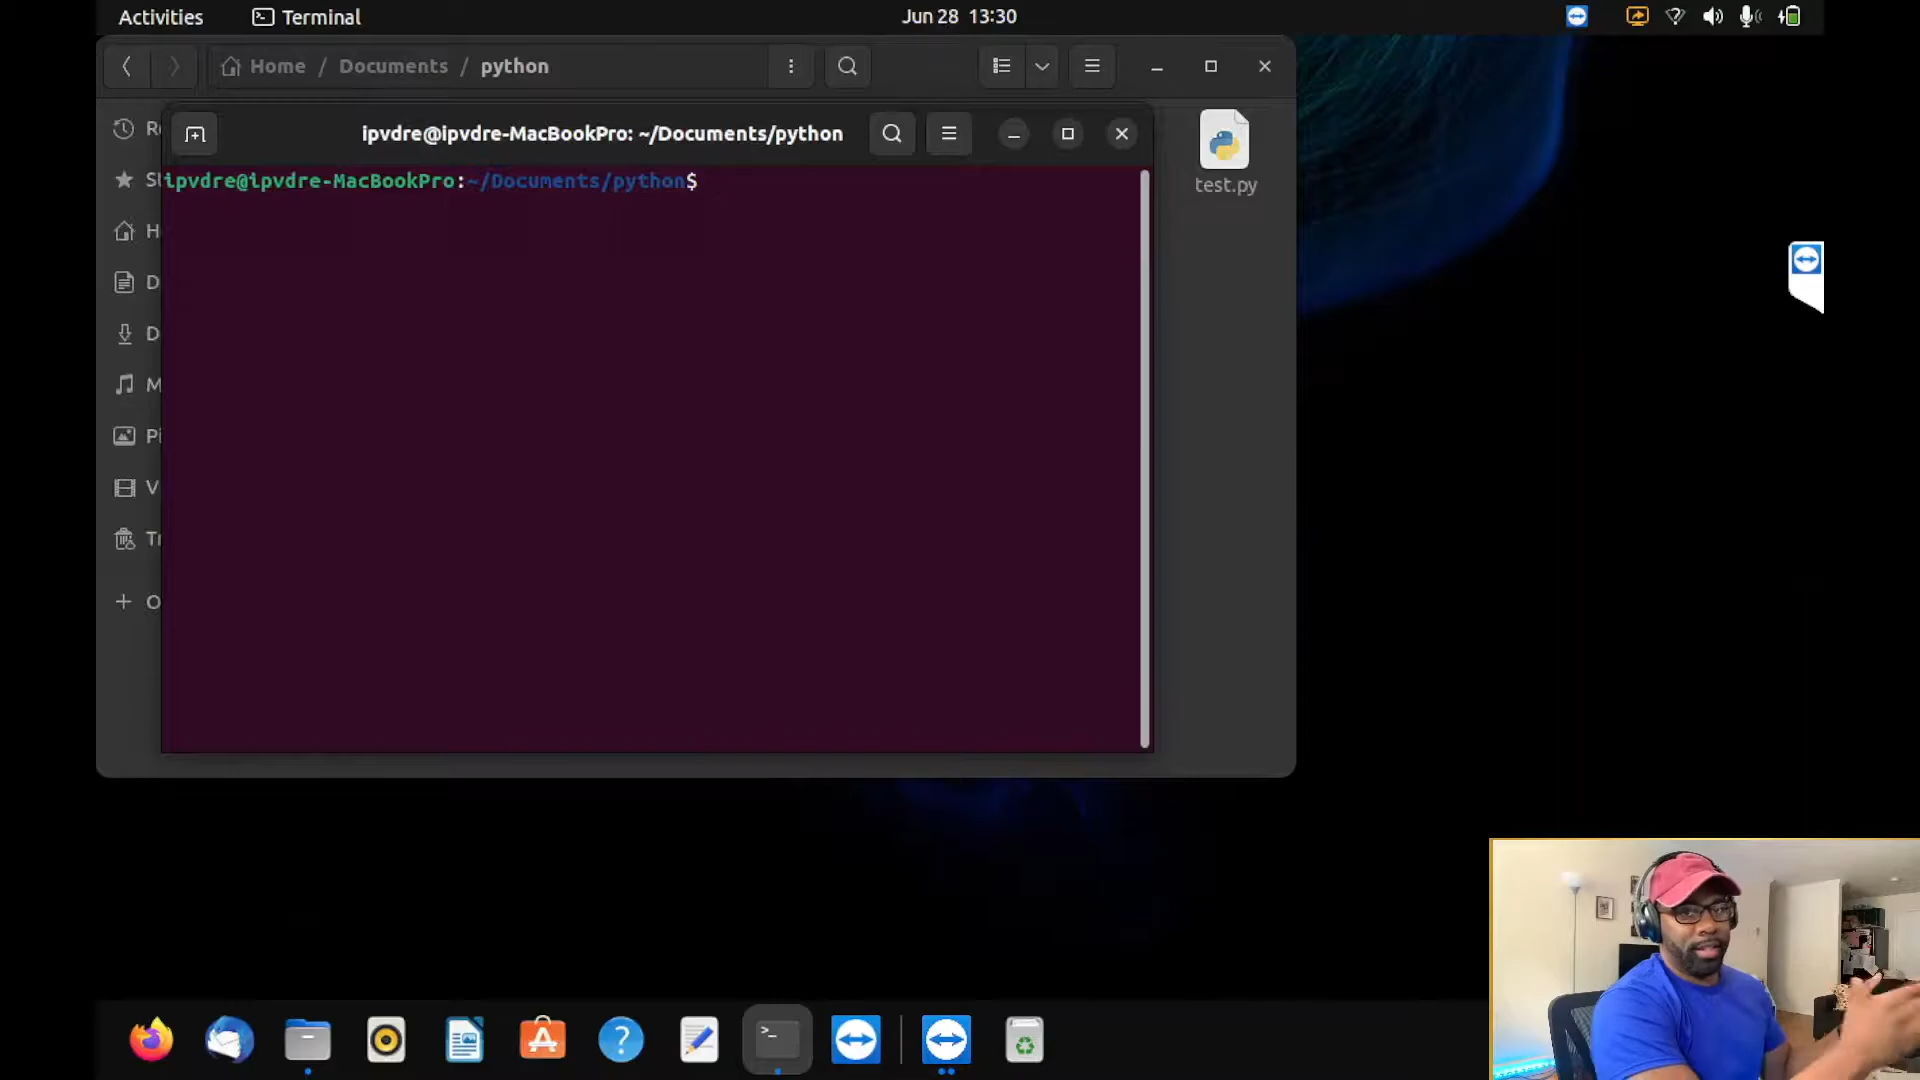 Activities
Terminal
Jun 28 13:30
Home / Documents / python
ipvdre@ipvdre-MacBookPro: ~/Documents/python
ipvdre@ipvdre-MacBookPro:~/Documents/python$
test.py